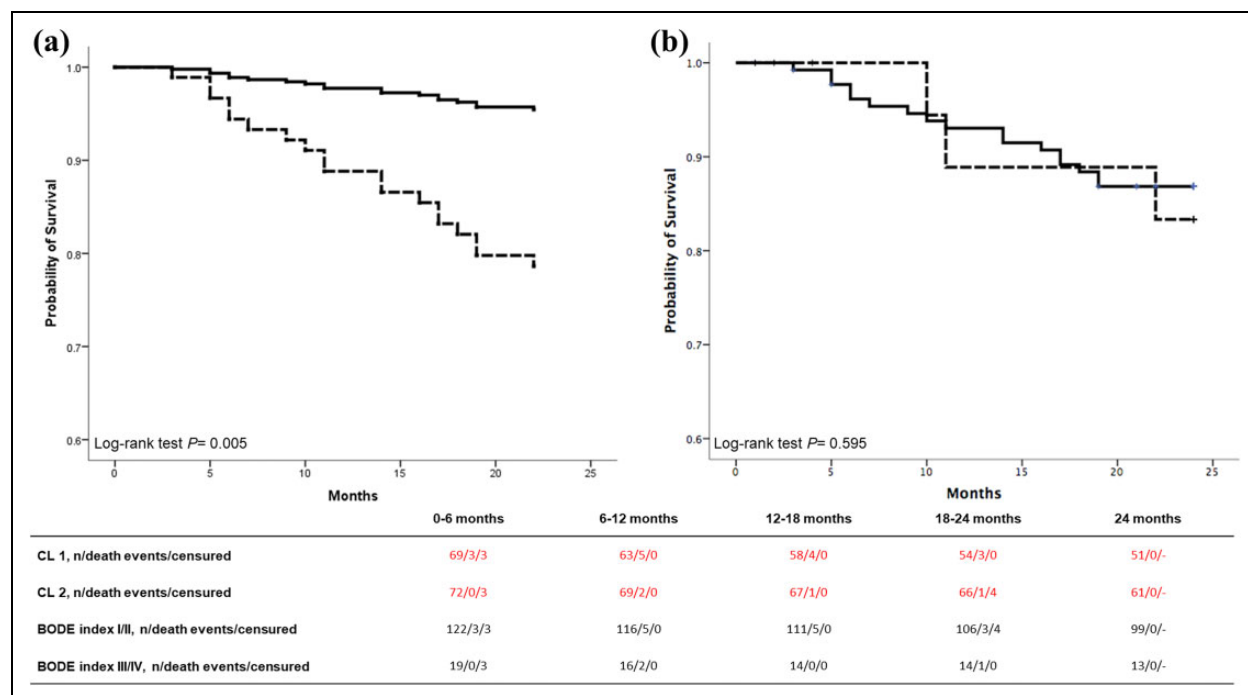 (a)
(b)
1.0
0.9
0.8
0.7
0.6
Probability of Survival
Log-rank test P= 0.005
0 5 10 15 20 25
Months
1.0
0.9
0.8
0.7
0.6
Probability of Survival
Log-rank test P= 0.595
0 5 10 15 20 25
Months
0-6 months 6-12 months 12-18 months 18-24 months 24 months
CL 1, n/death events/censured 69/3/3 63/5/0 58/4/0 54/3/0 51/0/-
CL 2, n/death events/censured 72/0/3 69/2/0 67/1/0 66/1/4 61/0/-
BODE index I/II, n/death events/censured 122/3/3 116/5/0 111/5/0 106/3/4 99/0/-
BODE index III/IV, n/death events/censured 19/0/3 16/2/0 14/0/0 14/1/0 13/0/-